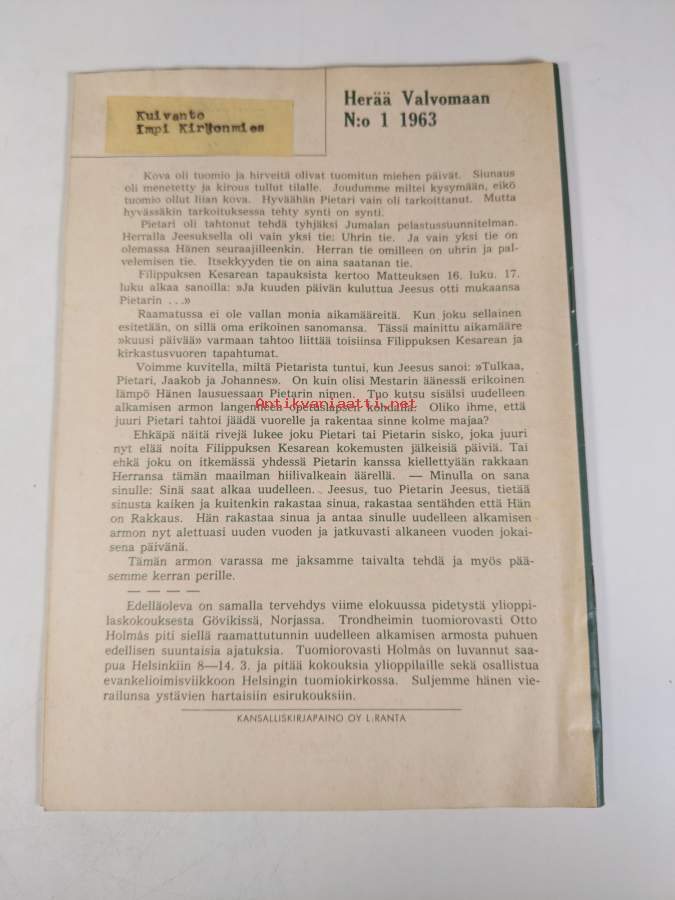 Kuivanto
Impi Kirjonmies
Herää Valvomaan
N:o 1 1963
Kova oli tuomio ja hirveitä olivat tuomitun miehen päivät. Siunaus
oli menetetty ja kirous tullut tilalle. Joudumme miltei kysymään, eikö
tuomio ollut liian kova. Hyväähän Pietari vain oli tarkoittanut. Mutta
hyvässäkin tarkoituksessa tehty synti on synti.
Pietari oli tahtonut tehdä tyhjäksi Jumalan pelastussuunnitelman.
Herralla Jeesuksella oli vain yksi tie: Uhrin tie. Ja vain yksi tie on
olemassa Hänen seuraajilleenkin. Herran tie omilleen on uhrin ja pal-
velemisen tie. Itsekkyyden tie on aina saatanan tie.
Filippuksen Kesarean tapauksista kertoo Matteuksen 16. luku. 17.
luku alkaa sanoilla: »Ja kuuden päivän kuluttua Jeesus otti mukaansa
Pietarin . . .»
Raamatussa ei ole vallan monia aikamääreitä. Kun joku sellainen
esitetään, on sillä oma erikoinen sanomansa. Tässä mainittu aikamääre
»kuusi päivää» varmaan tahtoo liittää toisiinsa Filippuksen Kesarean ja
kirkastusvuoren tapahtumat.
Voimme kuvitella, miltä Pietarista tuntui, kun Jeesus sanoi: »Tulkaa,
Pietari, Jaakob ja Johannes». On kuin olisi Mestarin äänessä erikoinen
lämpö Hänen lausuessaan Pietarin nimen. Tuo kutsu sisälsi uudelleen
alkamisen armon langenneen opetuslapsen kohdalla. Oliko ihme, että
Antikvariaatti.net
juuri Pietari tahtoi jäädä vuorelle ja rakentaa sinne kolme majaa?
Ehkäpä näitä rivejä lukee joku Pietari tai Pietarin sisko, joka juuri
nyt elää noita Filippuksen Kesarean kokemusten jälkeisiä päiviä. Tai
ehkä joku on itkemässä yhdessä Pietarin kanssa kiellettyään rakkaan
Herransa tämän maailman hiilivalkeain äärellä. — Minulla on sana
sinulle: Sinä saat alkaa uudelleen. Jeesus, tuo Pietarin Jeesus, tietää
sinusta kaiken ja kuitenkin rakastaa sinua, rakastaa sentähden että Hän
on Rakkaus. Hän rakastaa sinua ja antaa sinulle uudelleen alkamisen
armon nyt alettuasi uuden vuoden ja jatkuvasti alkaneen vuoden jokai-
sena päivänä.
Tämän armon varassa me jaksamme taivalta tehdä ja myös pää-
semme kerran perille.
— — — —
Edelläoleva on samalla tervehdys viime elokuussa pidetystä ylioppi-
laskokouksesta Gövikissä, Norjassa. Trondheimin tuomiorovasti Otto
Holmås piti siellä raamattutunnin uudelleen alkamisen armosta puhuen
edellisen suuntaisia ajatuksia. Tuomiorovasti Holmås on luvannut saa-
pua Helsinkiin 8—14. 3. ja pitää kokouksia ylioppilaille sekä osallistua
evankelioimisviikkoon Helsingin tuomiokirkossa. Suljemme hänen vie-
railunsa ystävien hartaisiin esirukouksiin.
KANSALLISKIRJAPAINO OY L:RANTA